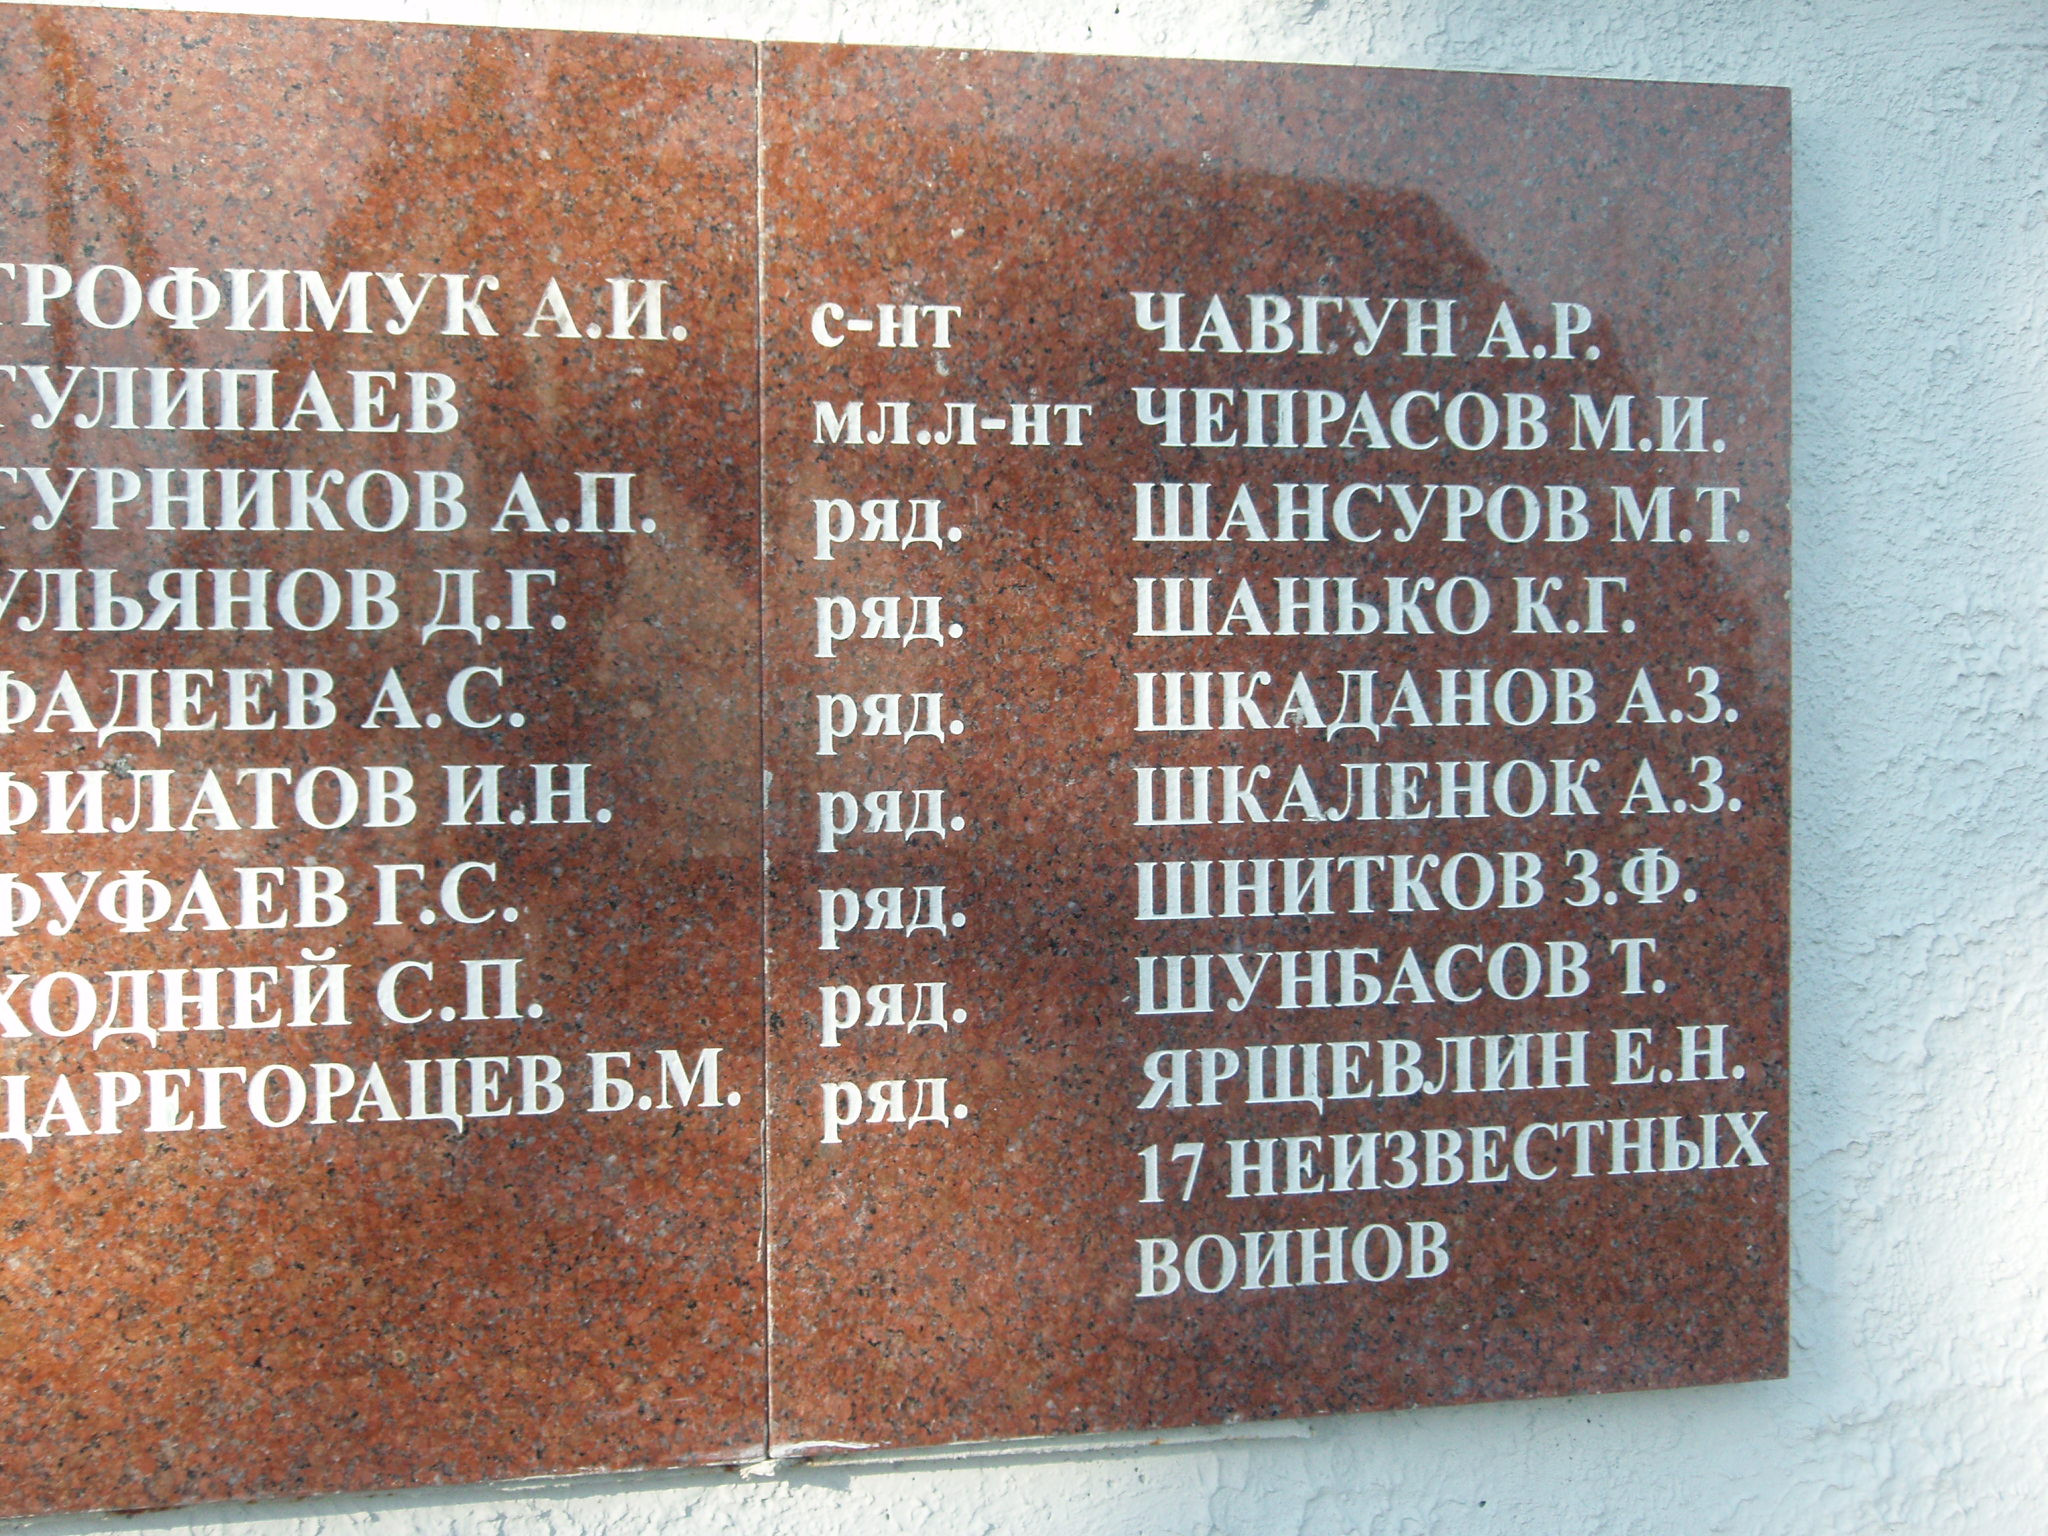 ТРОФИМУК А.И.
ТУЛИПАЕВ
ТУРНИКОВ А.П.
УЛЬЯНОВ Д.Г.
ФАДЕЕВ А.С.
ФИЛАТОВ И.Н.
ФУФАЕВ Г.С.
ХОДНЕЙ С.П.
ЦАРЕГОРАЦЕВ Б.М.
с-нт ЧАВГУН А.Р.
мл.л-нт ЧЕПРАСОВ М.И.
ряд. ШАНСУРОВ М.Т.
ряд. ШАНЬКО К.Г.
ряд. ШКАДАНОВ А.З.
ряд. ШКАЛЕНОК А.З.
ряд. ШНИТКОВ З.Ф.
ряд. ШУНБАСОВ Т.
ряд. ЯРЩЕВЛИН Е.Н.
17 НЕИЗВЕСТНЫХ
ВОИНОВ